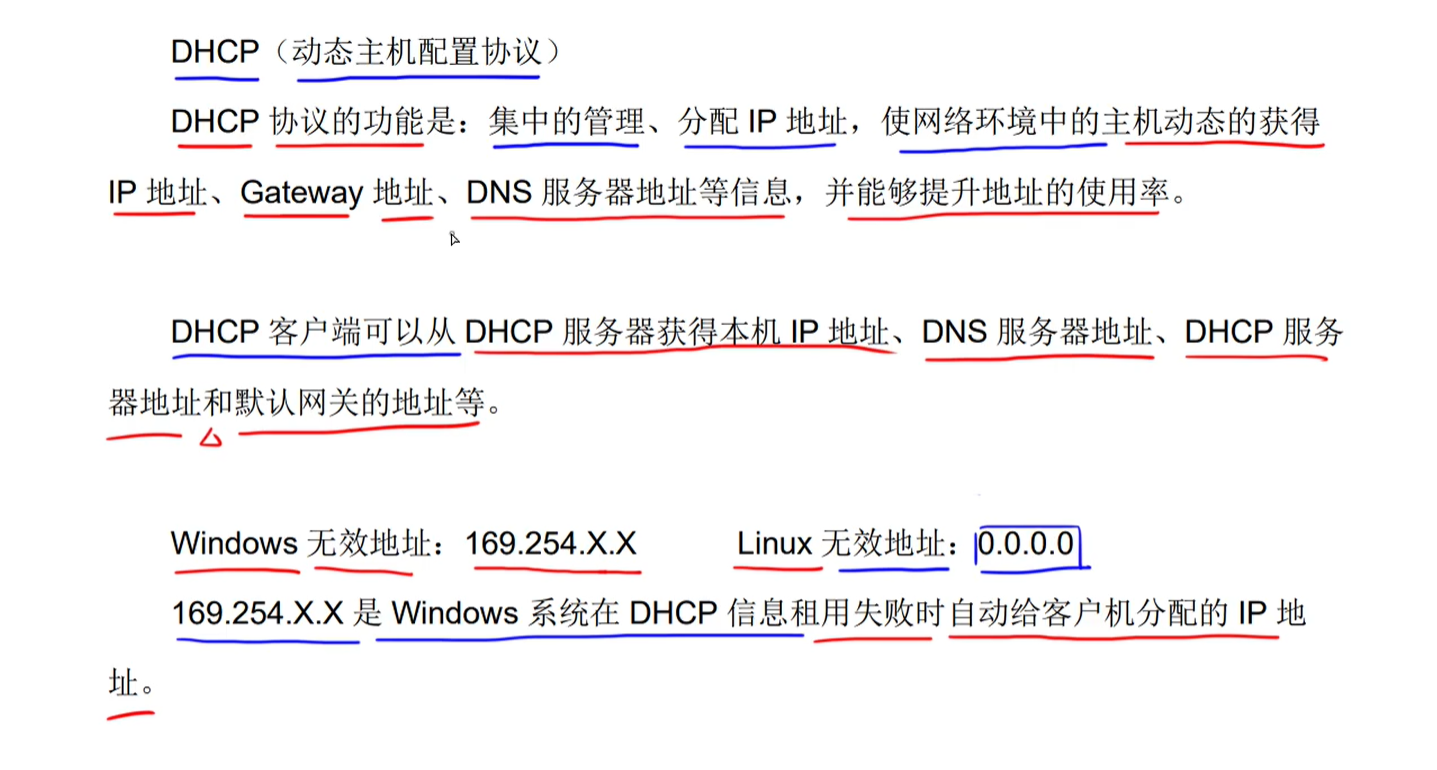 DHCP（动态主机配置协议）
DHCP 协议的功能是：集中的管理、分配 IP 地址，使网络环境中的主机动态的获得
IP 地址、Gateway 地址、DNS 服务器地址等信息，并能够提升地址的使用率。
DHCP 客户端可以从 DHCP 服务器获得本机 IP 地址、DNS 服务器地址、DHCP 服务
器地址和默认网关的地址等。
Windows 无效地址：169.254.X.X Linux 无效地址：0.0.0.0
169.254.X.X 是 Windows 系统在 DHCP 信息租用失败时自动给客户机分配的 IP 地
址。